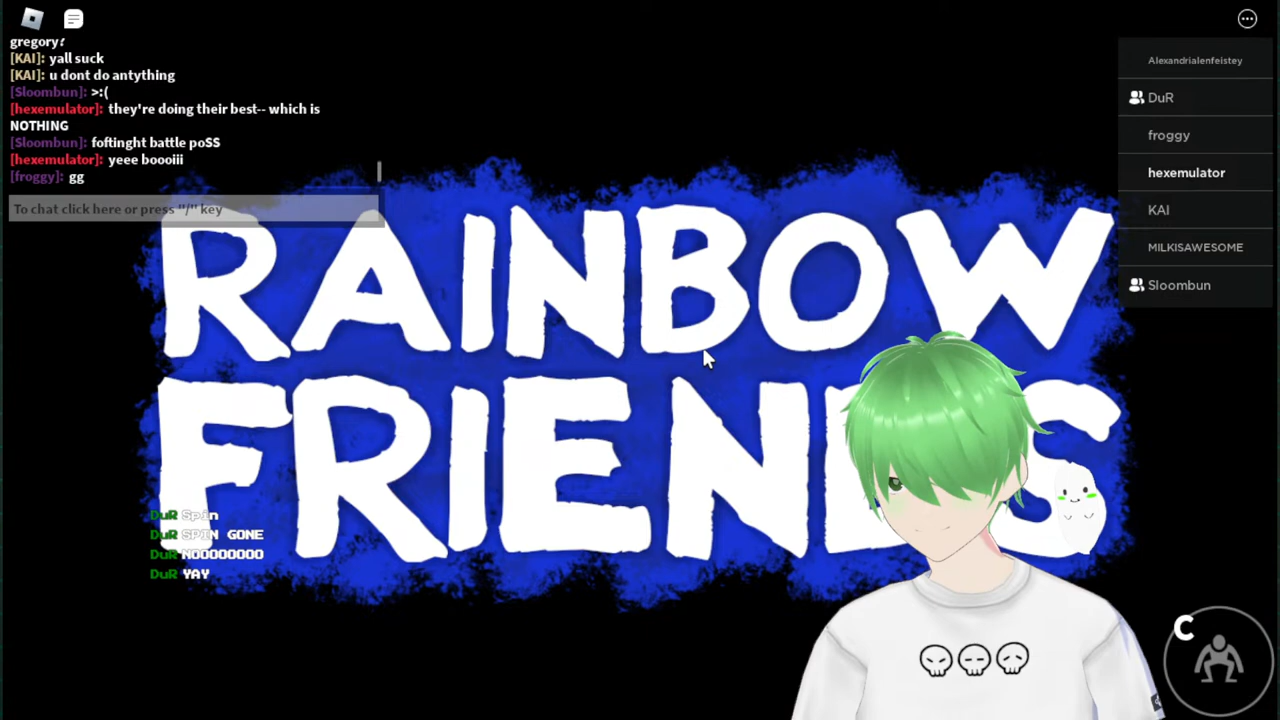 gregory?
[KAI]: yall suck
[KAI]: u dont do antything
[Sloombun]: >:(
[hexemulator]: they're doing their best-- which is
NOTHING
[Sloombun]: foftinght battle poSS
[hexemulator]: yeee boooiii
[froggy]: gg
To chat click here or press "/" key
Alexandrialenfeistey
DuR
froggy
hexemulator
KAI
MILKISAWESOME
Sloombun
RAINBOW
FRIENDS
DuR Spin
DuR SPIN GONE
DuR NOOOOOOOO
DuR YAY
C